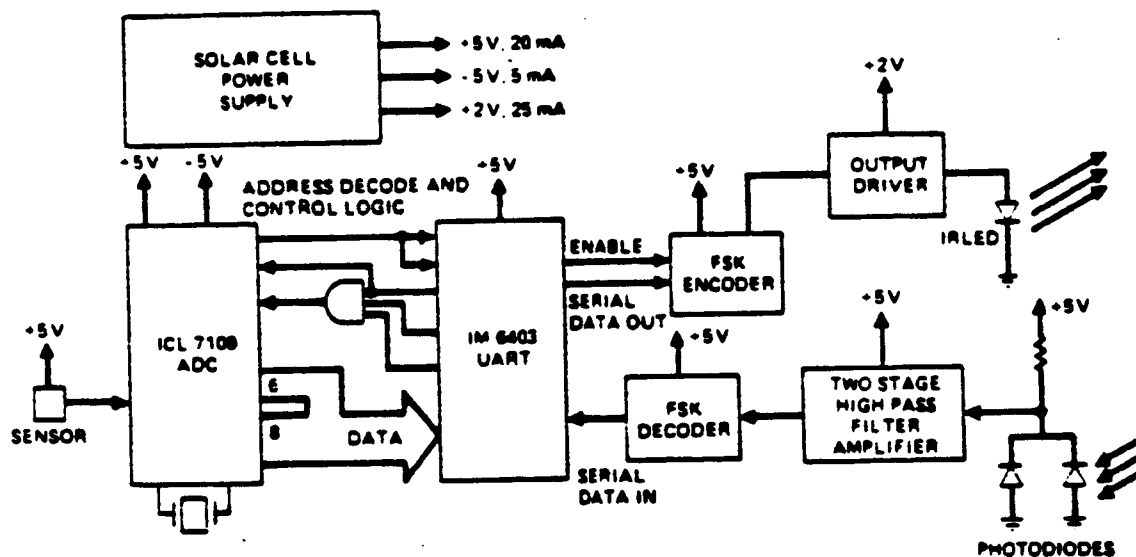 SOLAR CELL
POWER
SUPPLY
+5V, 20 mA
-5V, 5 mA
+2V, 25 mA
+5V
-5V
ADDRESS DECODE AND
CONTROL LOGIC
+5V
+5V
+2V
OUTPUT
DRIVER
IRLED
ENABLE
FSK
ENCODER
SERIAL
DATA OUT
+5V
SENSOR
ICL 7109
ADC
6
8
DATA
IM 6403
UART
+5V
FSK
DECODER
SERIAL
DATA IN
+5V
TWO STAGE
HIGH PASS
FILTER
AMPLIFIER
+5V
PHOTODIODES